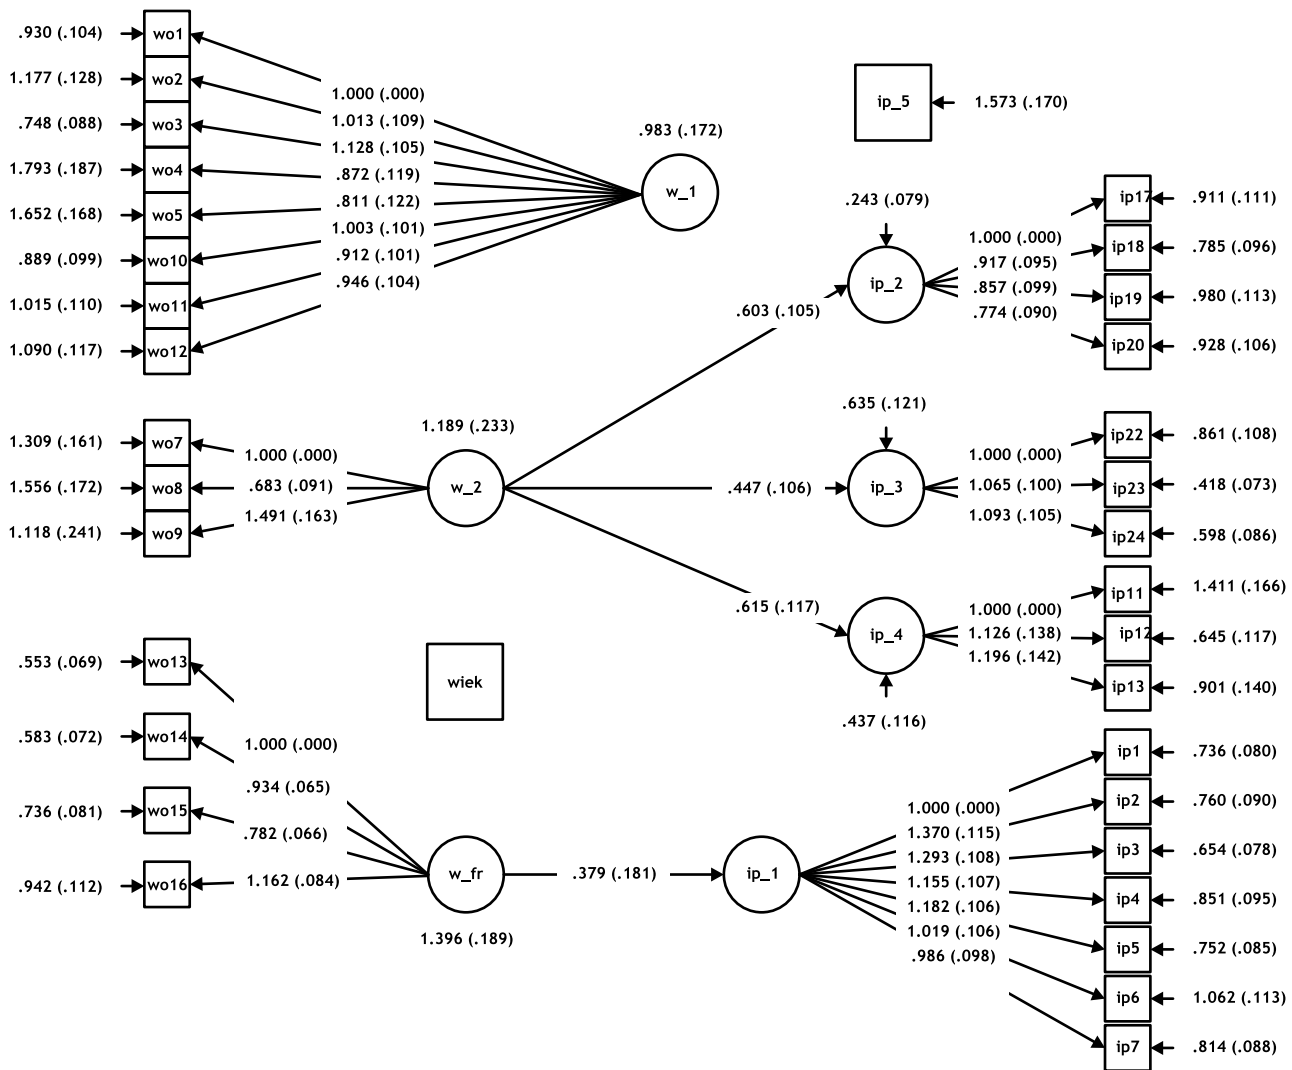 .930 (.104)
wo1
1.177 (.128)
wo2
.748 (.088)
wo3
1.793 (.187)
wo4
1.652 (.168)
wo5
.889 (.099)
wo10
1.015 (.110)
wo11
1.090 (.117)
wo12
1.000 (.000)
1.013 (.109)
1.128 (.105)
.872 (.119)
.811 (.122)
1.003 (.101)
.912 (.101)
.946 (.104)
.983 (.172)
w_1
ip_5
1.573 (.170)
.243 (.079)
ip_2
1.000 (.000)
.917 (.095)
.857 (.099)
.774 (.090)
ip17
.911 (.111)
ip18
.785 (.096)
ip19
.980 (.113)
ip20
.928 (.106)
.603 (.105)
1.309 (.161)
wo7
1.556 (.172)
wo8
1.118 (.241)
wo9
1.000 (.000)
.683 (.091)
1.491 (.163)
1.189 (.233)
w_2
.447 (.106)
.635 (.121)
ip_3
1.000 (.000)
1.065 (.100)
1.093 (.105)
ip22
.861 (.108)
ip23
.418 (.073)
ip24
.598 (.086)
.615 (.117)
ip_4
.437 (.116)
1.000 (.000)
1.126 (.138)
1.196 (.142)
ip11
1.411 (.166)
ip12
.645 (.117)
ip13
.901 (.140)
.553 (.069)
wo13
.583 (.072)
wo14
.736 (.081)
wo15
.942 (.112)
wo16
1.000 (.000)
.934 (.065)
.782 (.066)
1.162 (.084)
wiek
w_fr
1.396 (.189)
.379 (.181)
ip_1
1.000 (.000)
1.370 (.115)
1.293 (.108)
1.155 (.107)
1.182 (.106)
1.019 (.106)
.986 (.098)
ip1
.736 (.080)
ip2
.760 (.090)
ip3
.654 (.078)
ip4
.851 (.095)
ip5
.752 (.085)
ip6
1.062 (.113)
ip7
.814 (.088)